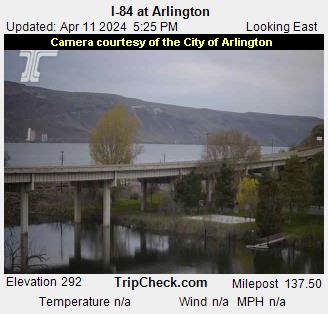 I-84 at Arlington
Updated: Apr 11 2024 5:25 PM Looking East
Camera courtesy of the City of Arlington
Elevation 292 TripCheck.com Milepost 137.50
Temperature n/a Wind n/a MPH n/a